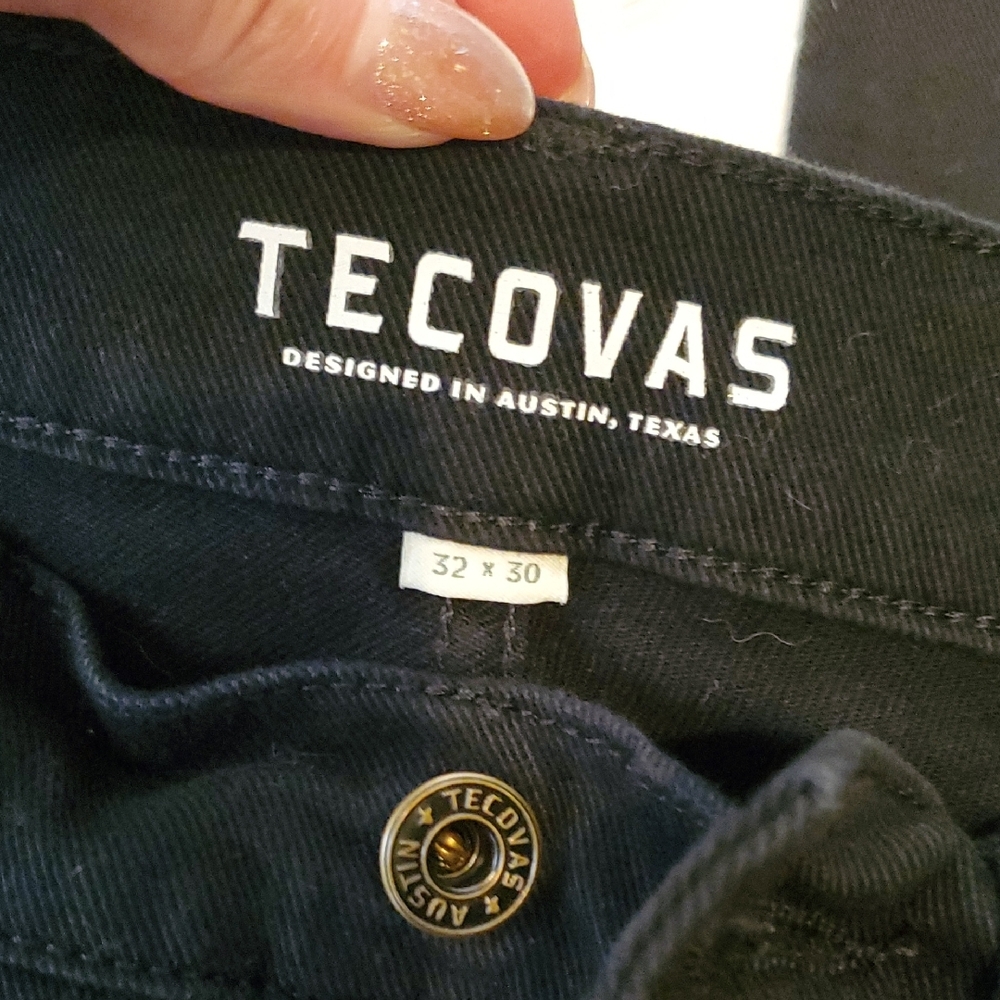 TECOVAS
DESIGNED IN AUSTIN, TEXAS
32 x 30
TECOVAS
AUSTIN